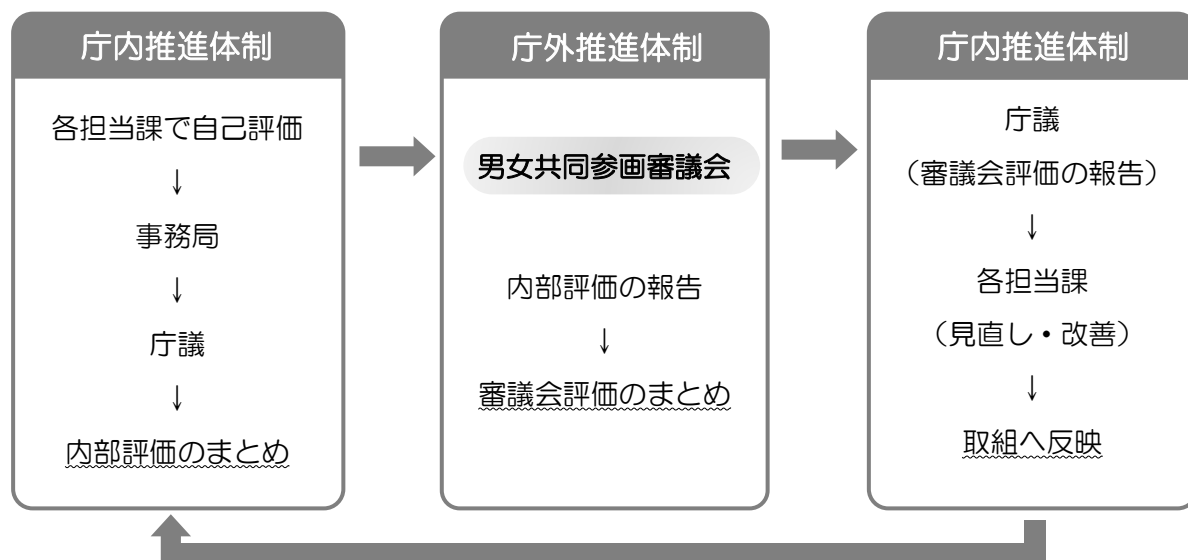 庁内推進体制
各担当課で自己評価
↓
事務局
↓
庁議
↓
内部評価のまとめ
庁外推進体制
男女共同参画審議会
内部評価の報告
↓
審議会評価のまとめ
庁内推進体制
庁議
（審議会評価の報告）
↓
各担当課
（見直し・改善）
↓
取組へ反映